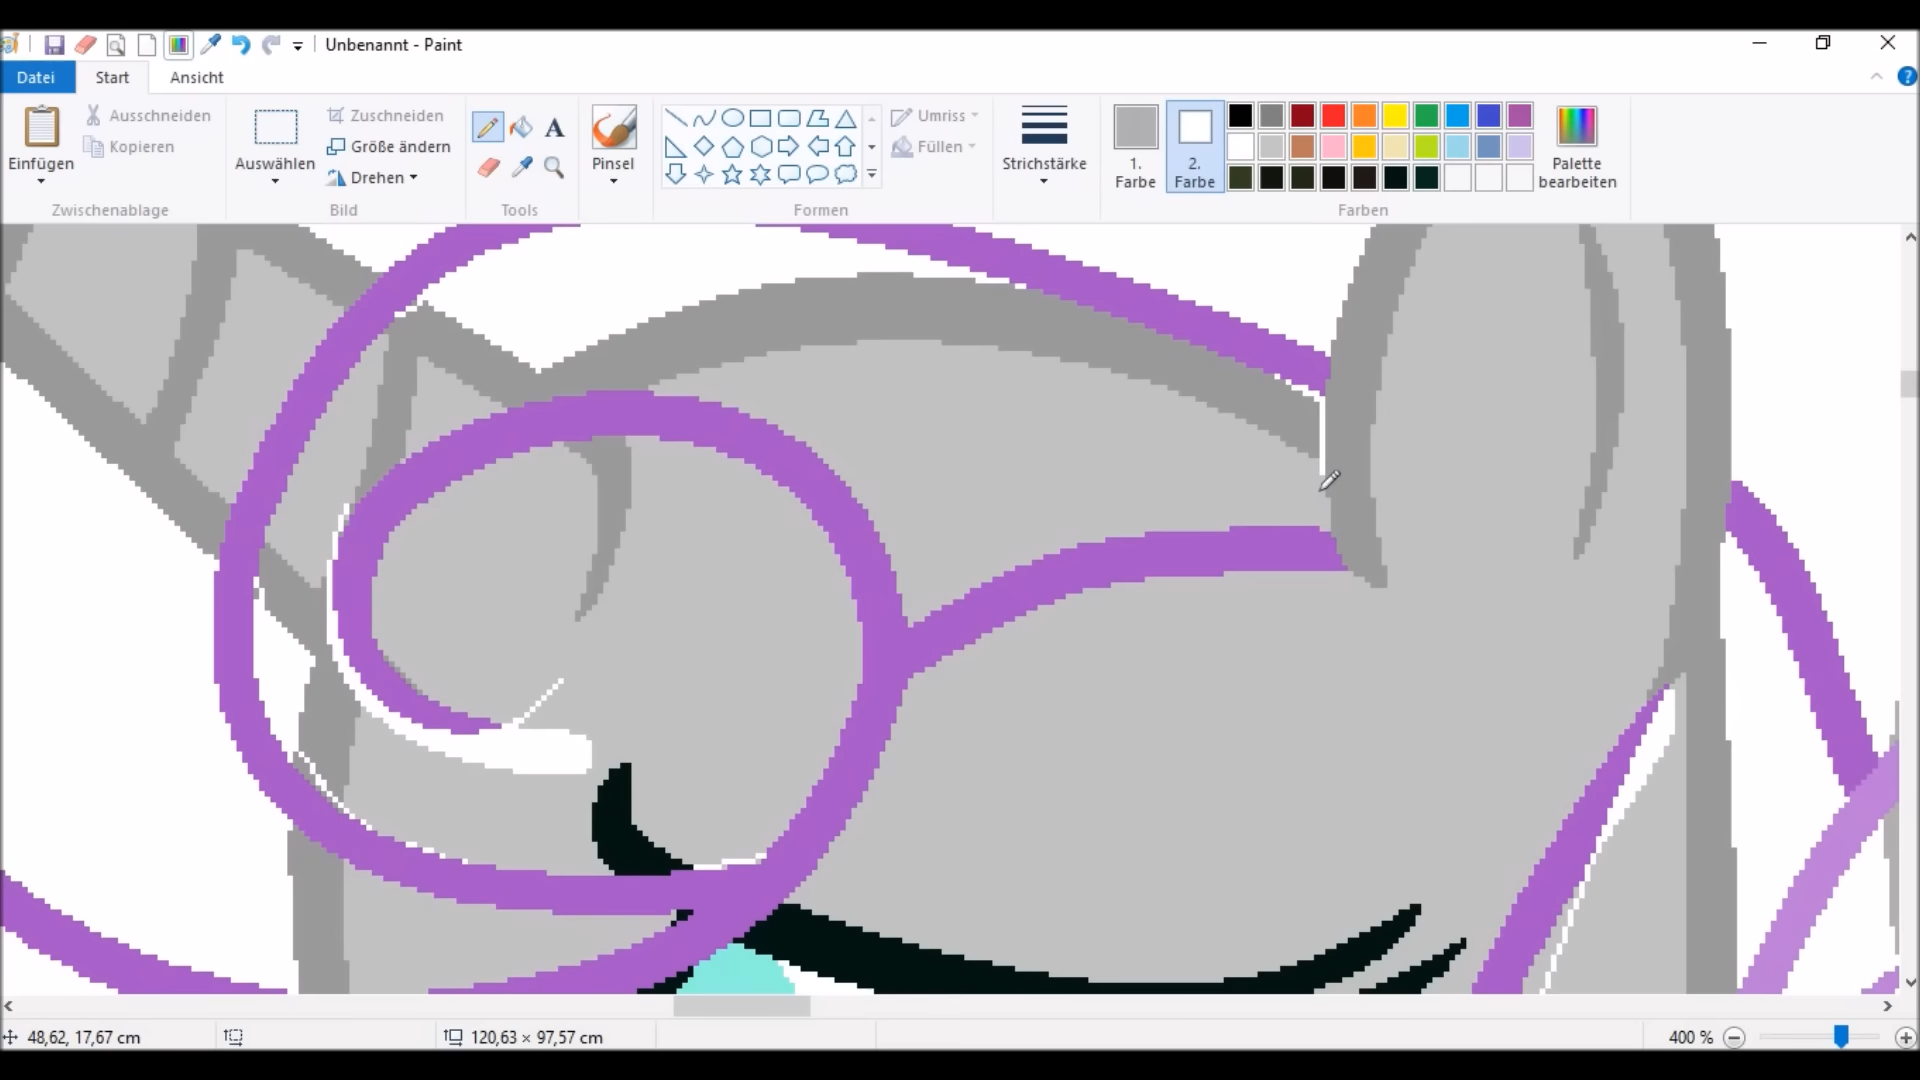 Unbenannt - Paint
Datei Start Ansicht
Einfügen
Ausschneiden
Kopieren
Zwischenablage
Auswählen
Zuschneiden
Größe ändern
Drehen
Bild
A
Tools
Pinsel
Formen
Umriss
Füllen
Strichstärke
1.
Farbe
2.
Farbe
Farben
Palette
bearbeiten
?
48,62, 17,67 cm
120,63 × 97,57 cm
400 %